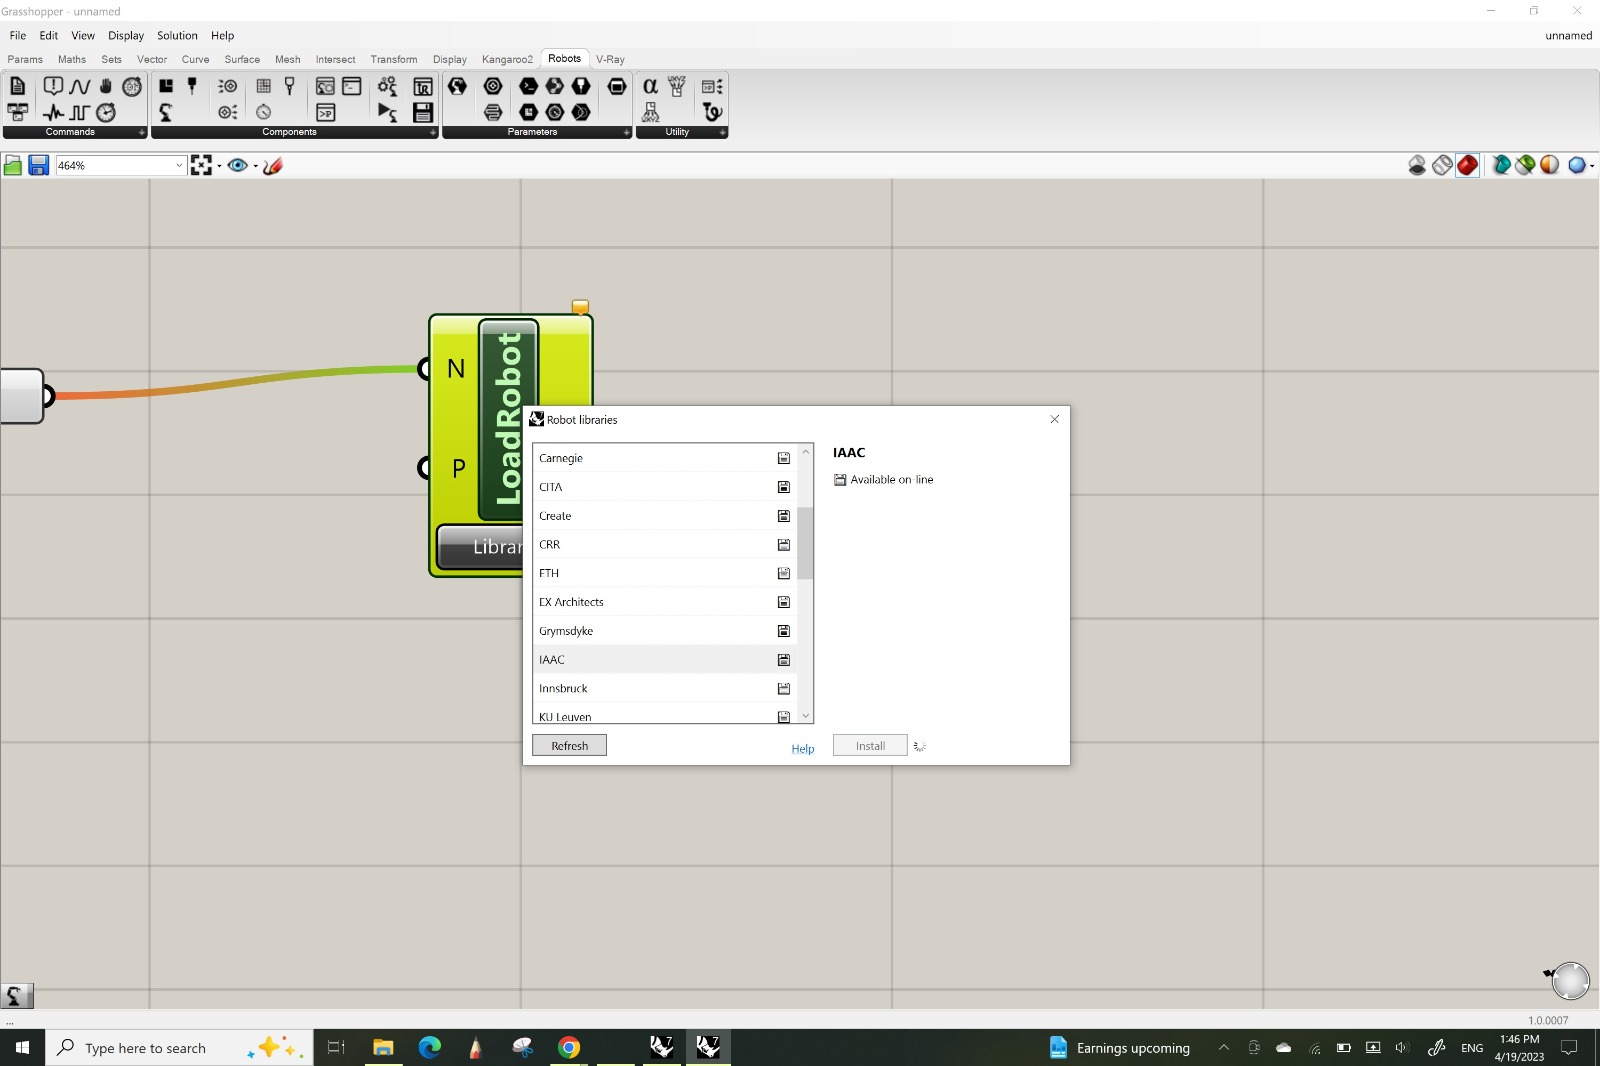 Grasshopper - unnamed
File Edit View Display Solution Help unnamed
Params Maths Sets Vector Curve Surface Mesh Intersect Transform Display Kangaroo2 Robots V-Ray
Commands Components Parameters Utility
464%
N
LoadRobot
P
Librar
Robot libraries
Carnegie
CITA
Create
CRR
ETH
EX Architects
Grymsdyke
IAAC
Innsbruck
KU Leuven
Refresh
Help
IAAC
Available on-line
Install
...
1.0.0007
Type here to search
Earnings upcoming
ENG
1:46 PM
4/19/2023